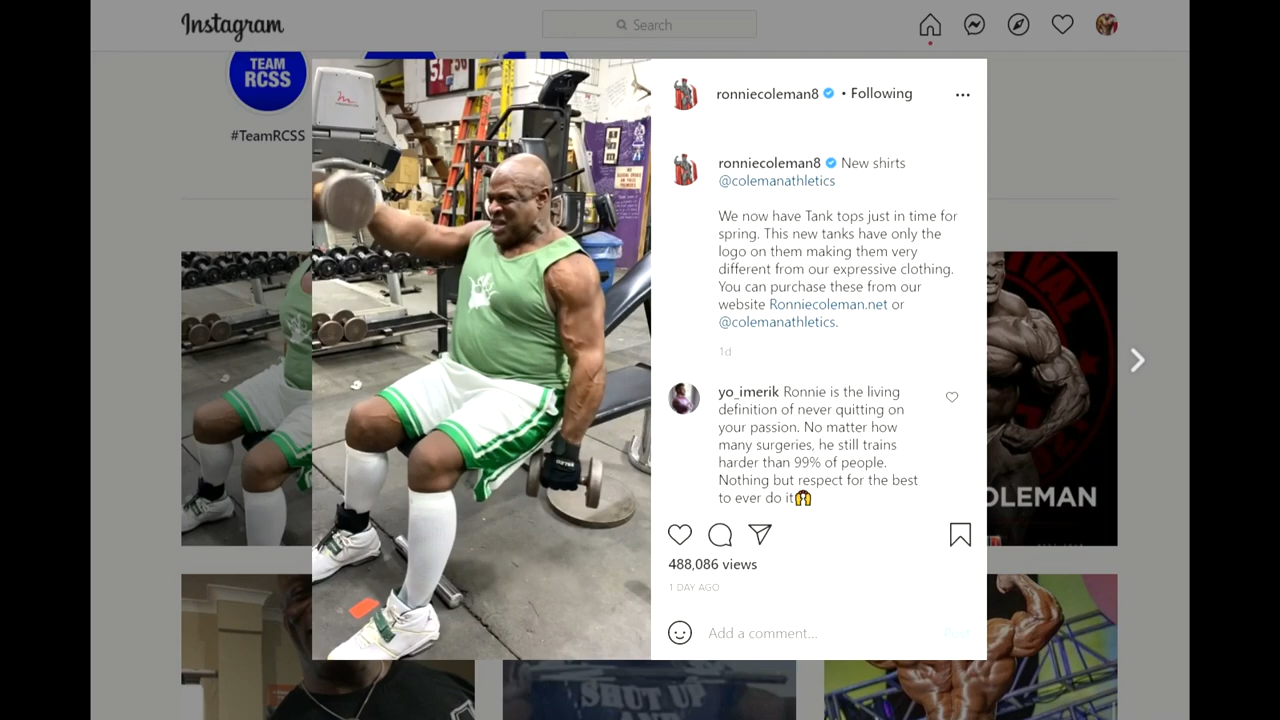 Instagram
Search
TEAM
RCSS
#TeamRCSS
51
ronniecoleman8 • Following
ronniecoleman8 New shirts
@colemanathletics
We now have Tank tops just in time for
spring. This new tanks have only the
logo on them making them very
different from our expressive clothing.
You can purchase these from our
website Ronniecoleman.net or
@colemanathletics.
1d
yo_imerik Ronnie is the living
definition of never quitting on
your passion. No matter how
many surgeries, he still trains
harder than 99% of people.
Nothing but respect for the best
to ever do it🙌
488,086 views
1 DAY AGO
Add a comment...
Post
OLEMAN
SHUT UP